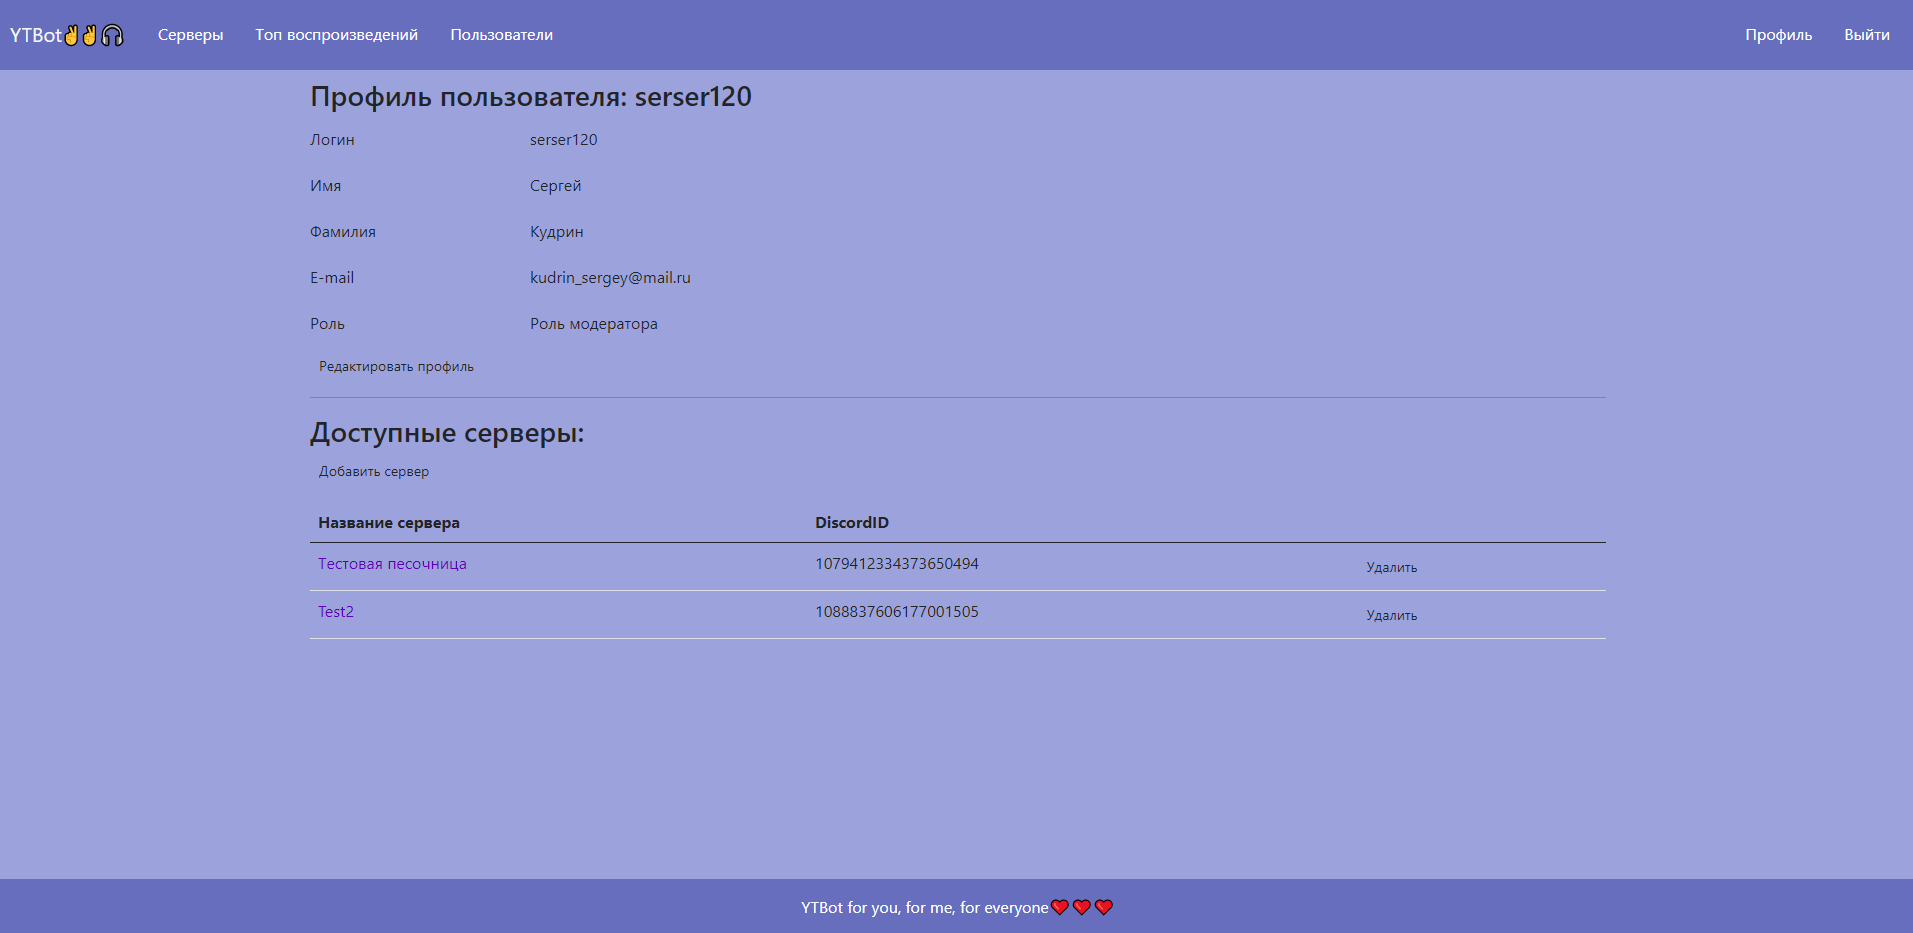 YTBot✌✌🎧 Серверы Топ воспроизведений Пользователи Профиль Выйти
Профиль пользователя: serser120
Логин serser120
Имя Сергей
Фамилия Кудрин
E-mail kudrin_sergey@mail.ru
Роль Роль модератора
Редактировать профиль
Доступные серверы:
Добавить сервер
Название сервера DiscordID
Тестовая песочница 1079412334373650494 Удалить
Test2 1088837606177001505 Удалить
YTBot for you, for me, for everyone❤❤❤